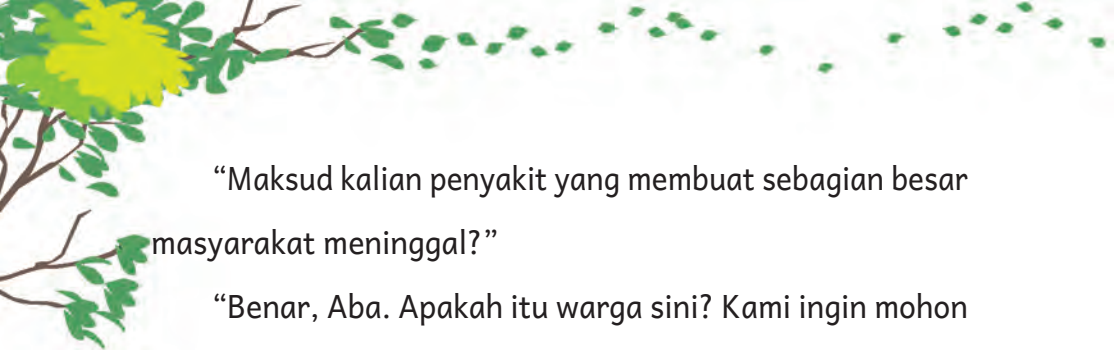 “Maksud kalian penyakit yang membuat sebagian besar
masyarakat meninggal?”
“Benar, Aba. Apakah itu warga sini? Kami ingin mohon